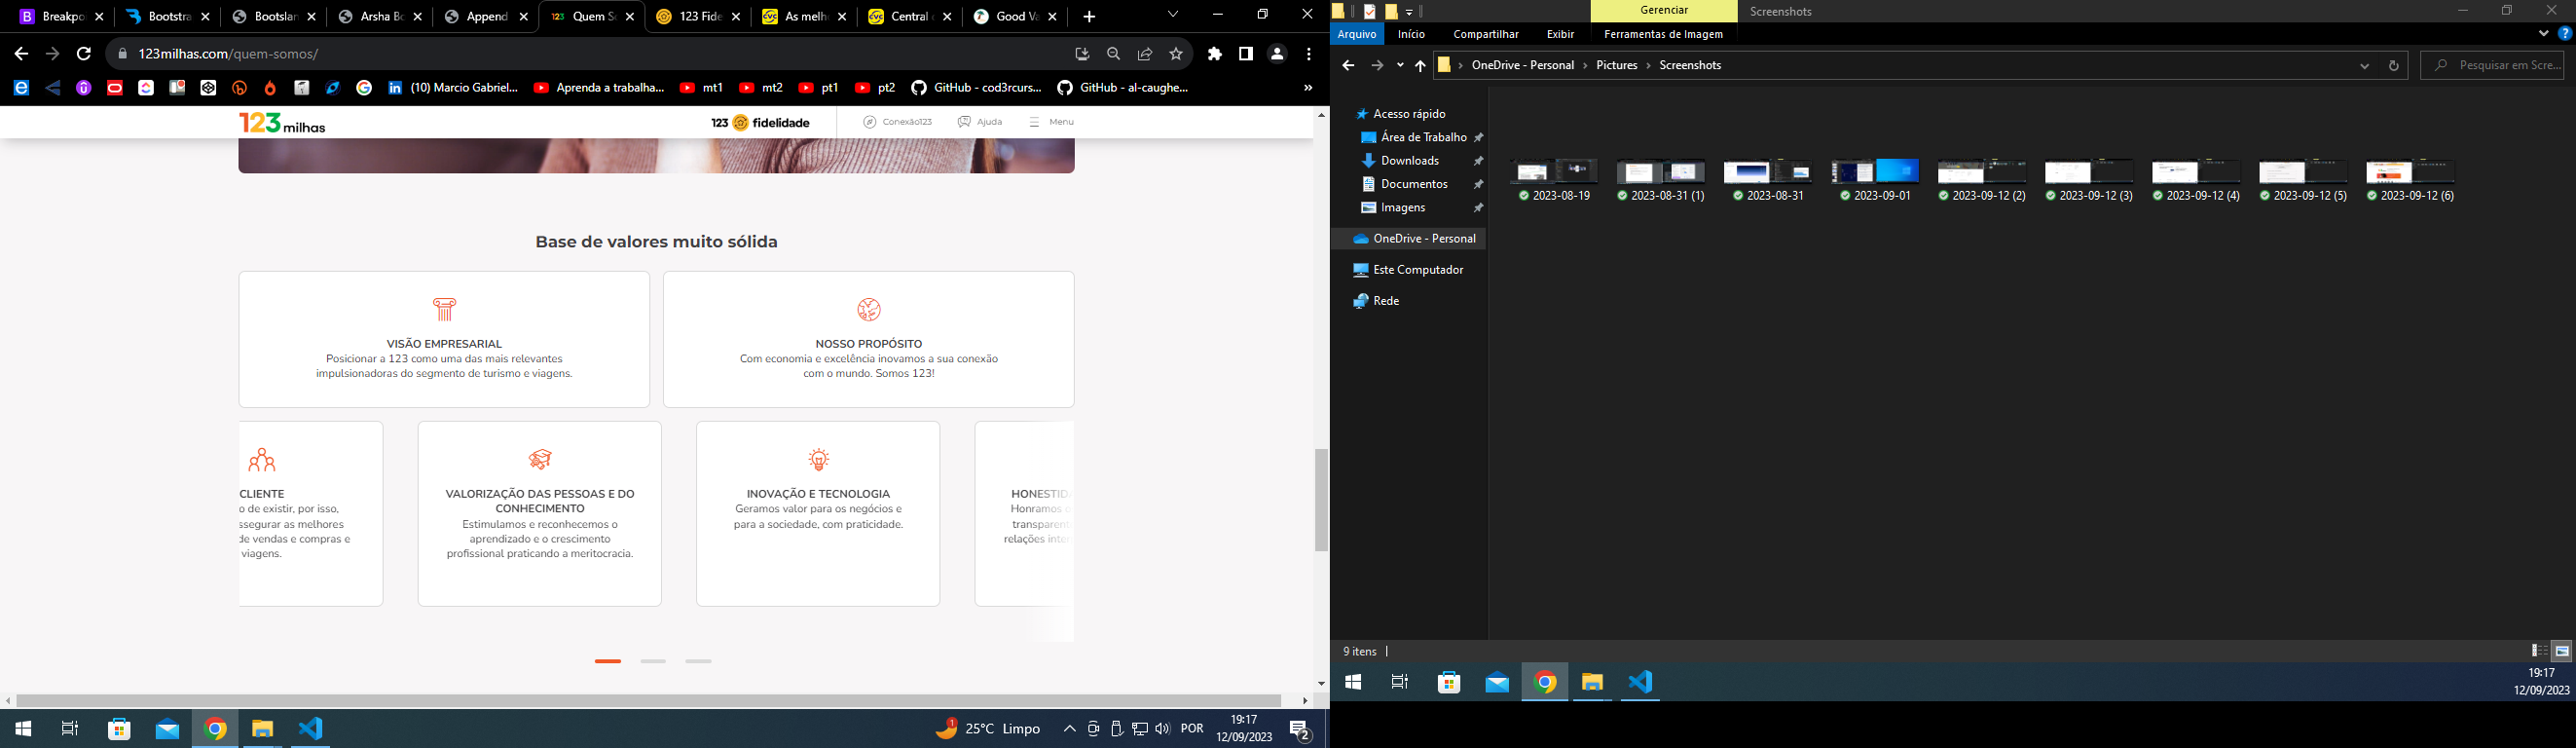 Breakpo
Bootstra
Bootslan
Arsha Bo
Append
Quem So
123 Fide
As melh
Central
Good Va
123milhas.com/quem-somos/
(10) Marcio Gabriel...
Aprenda a trabalha...
mt1
mt2
pt1
pt2
GitHub - cod3rcurs...
GitHub - al-caughe...
»
123milhas
123 fidelidade
Conexão123
Ajuda
Menu
Base de valores muito sólida
VISÃO EMPRESARIAL
Posicionar a 123 como uma das mais relevantes
impulsionadoras do segmento de turismo e viagens.
NOSSO PROPÓSITO
Com economia e excelência inovamos a sua conexão
com o mundo. Somos 123!
CLIENTE
o de existir, por isso,
ssegurar as melhores
de vendas e compras e
viagens.
VALORIZAÇÃO DAS PESSOAS E DO
CONHECIMENTO
Estimulamos e reconhecemos o
aprendizado e o crescimento
profissional praticando a meritocracia.
INOVAÇÃO E TECNOLOGIA
Geramos valor para os negócios e
para a sociedade, com praticidade.
HONESTID
Honramos
transparen
relações inte
1
25°C Limpo
POR
19:17
12/09/2023
2
Gerenciar
Screenshots
Arquivo
Início
Compartilhar
Exibir
Ferramentas de Imagem
OneDrive - Personal
Pictures
Screenshots
Pesquisar em Scre...
Acesso rápido
Área de Trabalho
Downloads
Documentos
Imagens
OneDrive - Personal
Este Computador
Rede
2023-08-19
2023-08-31 (1)
2023-08-31
2023-09-01
2023-09-12 (2)
2023-09-12 (3)
2023-09-12 (4)
2023-09-12 (5)
2023-09-12 (6)
9 itens
19:17
12/09/2023